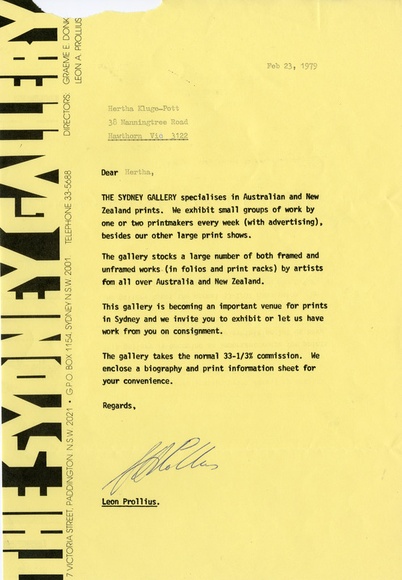 THE SYDNEY GALLERY
DIRECTORS: GRAEME E. DONK
LEON A. PROLLIUS
7 VICTORIA STREET, PADDINGTON N.S.W. 2021 • G.P.O. BOX 1154 SYDNEY N.S.W. 2001 TELEPHONE 33-5688
Feb 23, 1979
Hertha Kluge-Pott
38 Manningtree Road
Hawthorn Vic 3122
Dear Hertha,
THE SYDNEY GALLERY specialises in Australian and New
Zealand prints. We exhibit small groups of work by
one or two printmakers every week (with advertising),
besides our other large print shows.
The gallery stocks a large number of both framed and
unframed works (in folios and print racks) by artists
fom all over Australia and New Zealand.
This gallery is becoming an important venue for prints
in Sydney and we invite you to exhibit or let us have
work from you on consignment.
The gallery takes the normal 33-1/3% commission. We
enclose a biography and print information sheet for
your convenience.
Regards,
Leon Prollius.